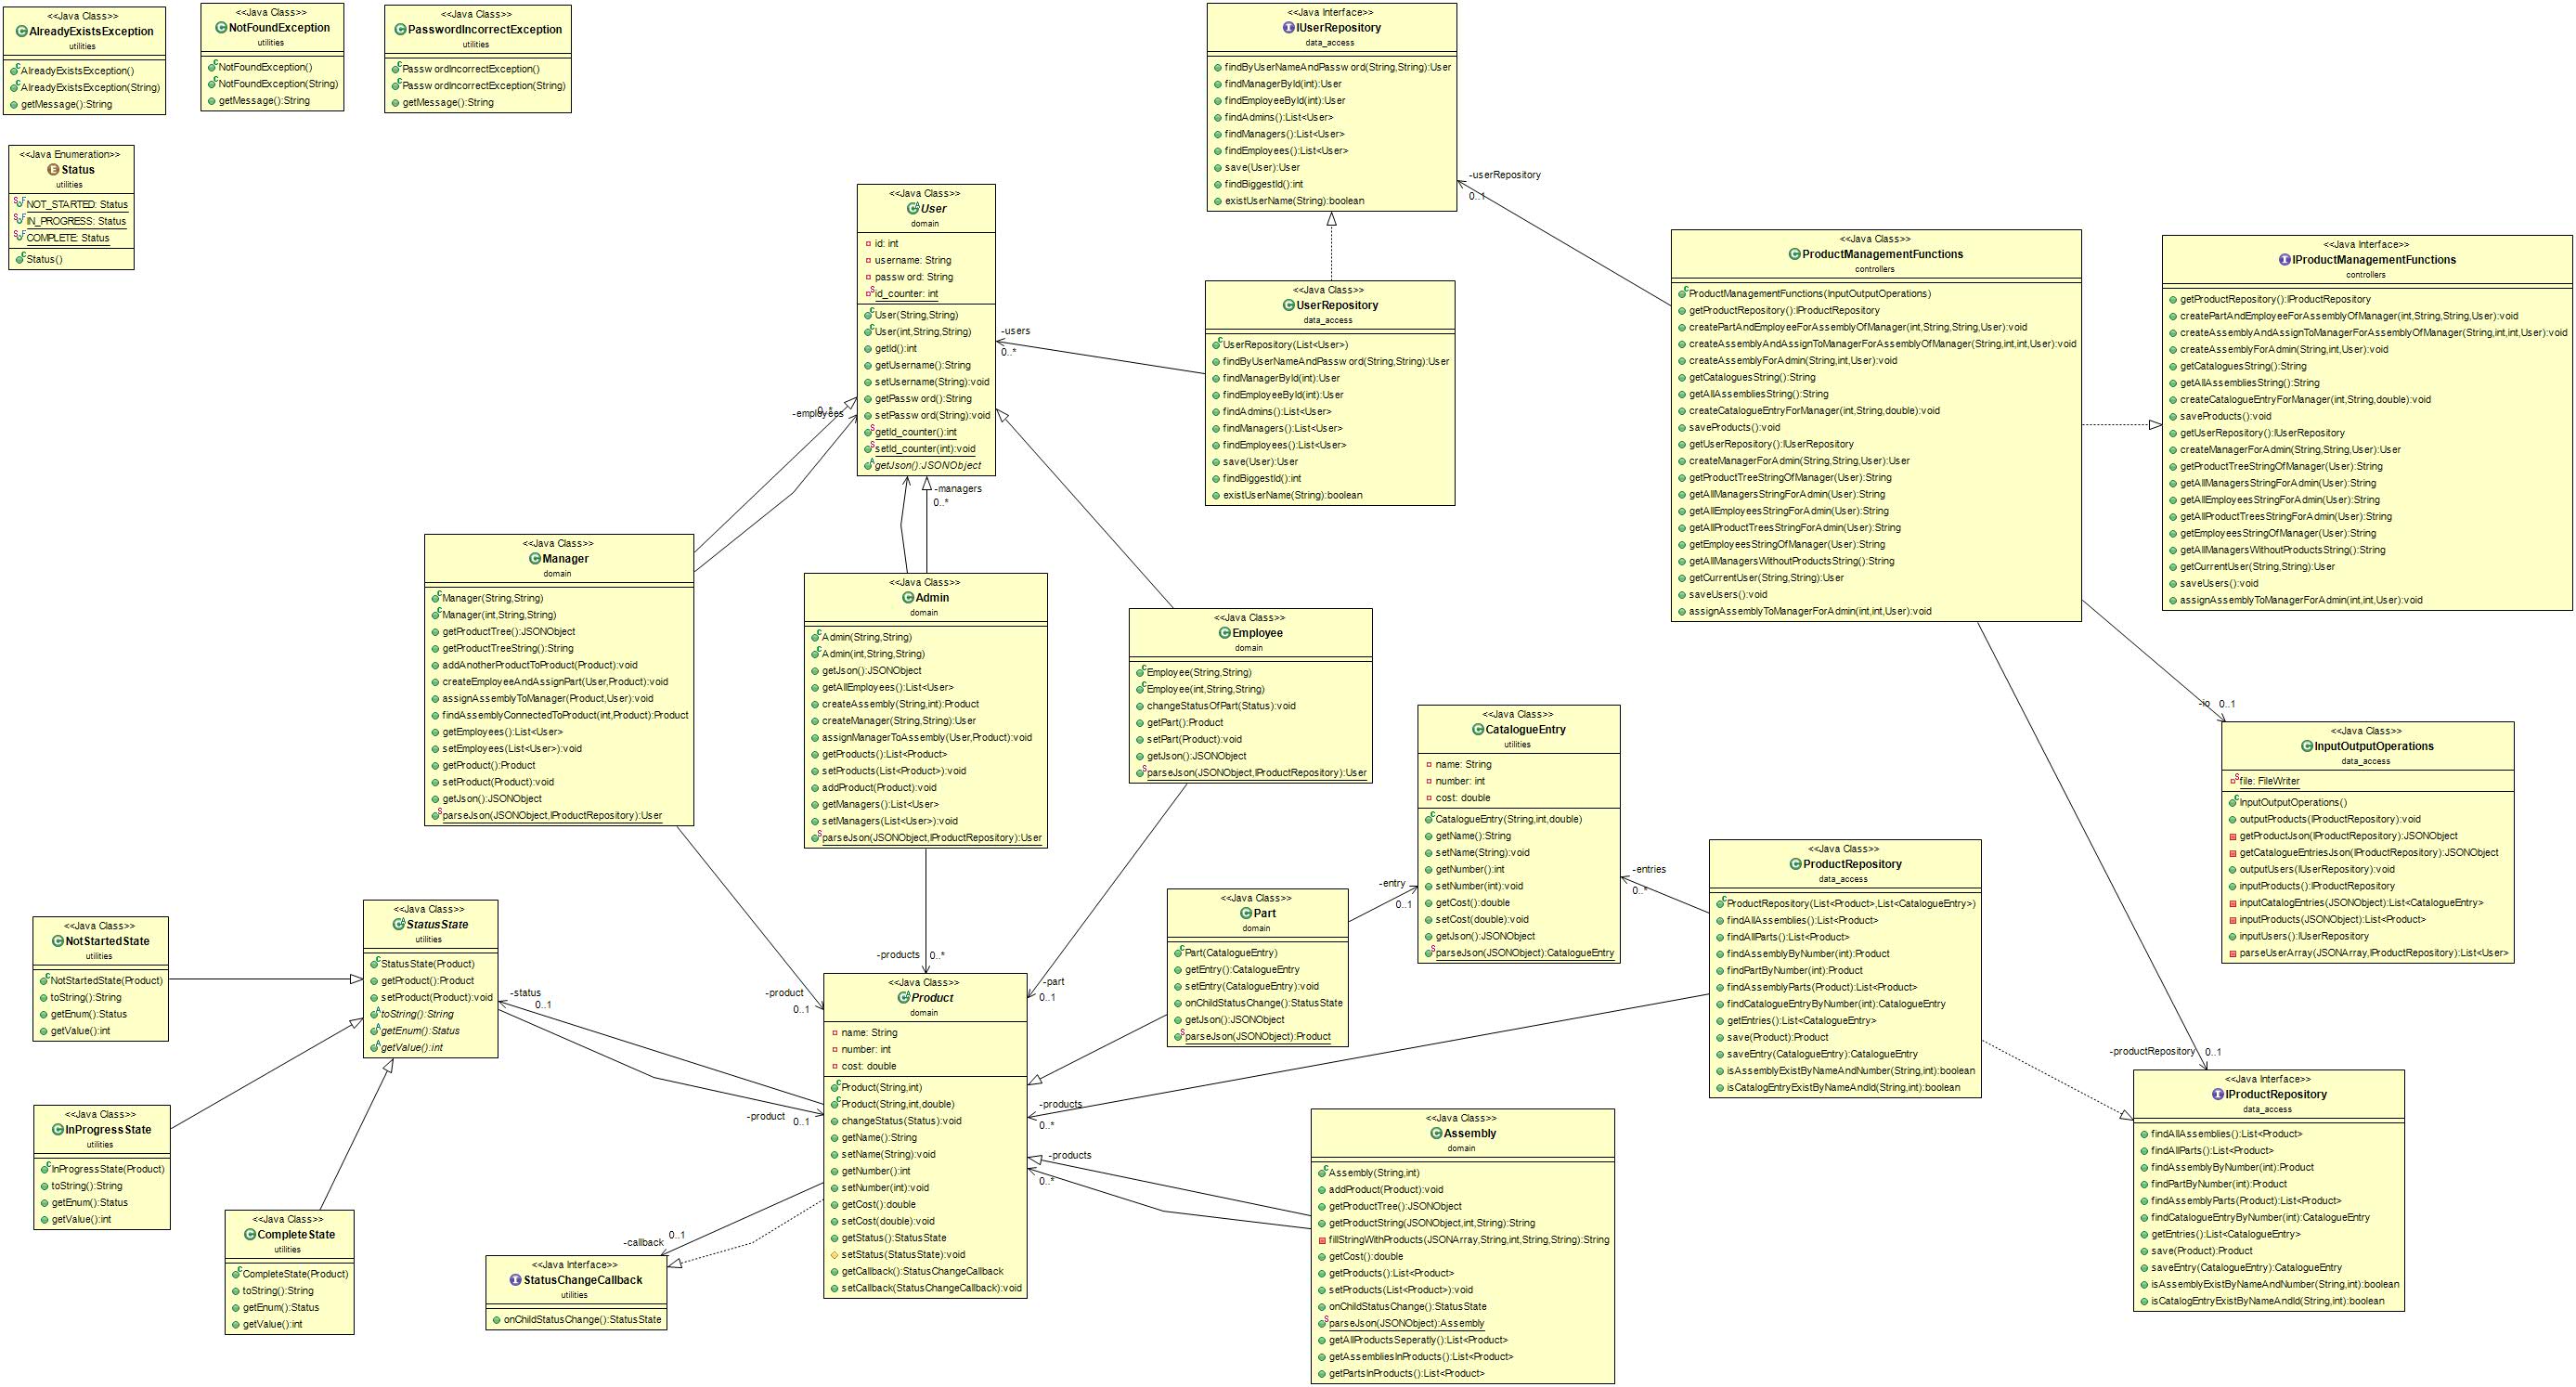 <<Java Class>>
AlreadyExistsException
utilities
AlreadyExistsException()
AlreadyExistsException(String)
getMessage():String
<<Java Class>>
NotFoundException
utilities
NotFoundException()
NotFoundException(String)
getMessage():String
<<Java Class>>
PasswordIncorrectException
utilities
PasswordIncorrectException()
PasswordIncorrectException(String)
getMessage():String
<<Java Enumeration>>
Status
utilities
NOT_STARTED: Status
IN_PROGRESS: Status
COMPLETE: Status
Status()
<<Java Interface>>
IUserRepository
data_access
findByUserNameAndPassword(String,String):User
findManagerById(int):User
findEmployeeById(int):User
findAdmins():List<User>
findManagers():List<User>
findEmployees():List<User>
save(User):User
findBiggestId():int
existUserName(String):boolean
-userRepository
0..1
<<Java Class>>
User
domain
id: int
username: String
password: String
id_counter: int
User(String,String)
User(int,String,String)
getId():int
getUsername():String
setUsername(String):void
getPassword():String
setPassword(String):void
getId_counter():int
setId_counter(int):void
getJson():JSONObject
-users
0..*
-employees
0..*
-managers
0..*
<<Java Class>>
UserRepository
data_access
UserRepository(List<User>)
findByUserNameAndPassword(String,String):User
findManagerById(int):User
findEmployeeById(int):User
findAdmins():List<User>
findManagers():List<User>
findEmployees():List<User>
save(User):User
findBiggestId():int
existUserName(String):boolean
<<Java Class>>
ProductManagementFunctions
controllers
ProductManagementFunctions(InputOutputOperations)
getProductRepository():IProductRepository
createPartAndEmployeeForAssemblyOfManager(int,String,String,User):void
createAssemblyAndAssignToManagerForAssemblyOfManager(String,int,int,User):void
createAssemblyForAdmin(String,int,User):void
getCataloguesString():String
getAllAssembliesString():String
createCatalogueEntryForManager(int,String,double):void
saveProducts():void
getUserRepository():IUserRepository
createManagerForAdmin(String,String,User):User
getProductTreeStringOfManager(User):String
getAllManagersStringForAdmin(User):String
getAllEmployeesStringForAdmin(User):String
getAllProductTreesStringForAdmin(User):String
getEmployeesStringOfManager(User):String
getAllManagersWithoutProductsString():String
getCurrentUser(String,String):User
saveUsers():void
assignAssemblyToManagerForAdmin(int,int,User):void
<<Java Interface>>
IProductManagementFunctions
controllers
getProductRepository():IProductRepository
createPartAndEmployeeForAssemblyOfManager(int,String,String,User):void
createAssemblyAndAssignToManagerForAssemblyOfManager(String,int,int,User):void
createAssemblyForAdmin(String,int,User):void
getCataloguesString():String
getAllAssembliesString():String
createCatalogueEntryForManager(int,String,double):void
saveProducts():void
getUserRepository():IUserRepository
createManagerForAdmin(String,String,User):User
getProductTreeStringOfManager(User):String
getAllManagersStringForAdmin(User):String
getAllEmployeesStringForAdmin(User):String
getAllProductTreesStringForAdmin(User):String
getEmployeesStringOfManager(User):String
getAllManagersWithoutProductsString():String
getCurrentUser(String,String):User
saveUsers():void
assignAssemblyToManagerForAdmin(int,int,User):void
<<Java Class>>
Manager
domain
Manager(String,String)
Manager(int,String,String)
getProductTree():JSONObject
getProductTreeString():String
addAnotherProductToProduct(Product):void
createEmployeeAndAssignPart(User,Product):void
assignAssemblyToManager(Product,User):void
findAssemblyConnectedToProduct(int,Product):Product
getEmployees():List<User>
setEmployees(List<User>):void
getProduct():Product
setProduct(Product):void
getJson():JSONObject
parseJson(JSONObject,IProductRepository):User
<<Java Class>>
Admin
domain
Admin(String,String)
Admin(int,String,String)
getJson():JSONObject
getAllEmployees():List<User>
createAssembly(String,int):Product
createManager(String,String):User
assignManagerToAssembly(User,Product):void
getProducts():List<Product>
setProducts(List<Product>):void
addProduct(Product):void
getManagers():List<User>
setManagers(List<User>):void
parseJson(JSONObject,IProductRepository):User
<<Java Class>>
Employee
domain
Employee(String,String)
Employee(int,String,String)
changeStatusOfPart(Status):void
getPart():Product
setPart(Product):void
getJson():JSONObject
parseJson(JSONObject,IProductRepository):User
<<Java Class>>
CatalogueEntry
utilities
name: String
number: int
cost: double
CatalogueEntry(String,int,double)
getName():String
setName(String):void
getNumber():int
setNumber(int):void
getCost():double
setCost(double):void
getJson():JSONObject
parseJson(JSONObject):CatalogueEntry
-io 0..1
<<Java Class>>
InputOutputOperations
data_access
file: FileWriter
InputOutputOperations()
outputProducts(IProductRepository):void
getProductJson(IProductRepository):JSONObject
getCatalogueEntriesJson(IProductRepository):JSONObject
outputUsers(IUserRepository):void
inputProducts():IProductRepository
inputCatalogEntries(JSONObject):List<CatalogueEntry>
inputProducts(JSONObject):List<Product>
inputUsers():IUserRepository
parseUserArray(JSONArray,IProductRepository):List<User>
<<Java Class>>
ProductRepository
data_access
ProductRepository(List<Product>,List<CatalogueEntry>)
findAllAssemblies():List<Product>
findAllParts():List<Product>
findAssemblyByNumber(int):Product
findPartByNumber(int):Product
findAssemblyParts(Product):List<Product>
findCatalogueEntryByNumber(int):CatalogueEntry
getEntries():List<CatalogueEntry>
save(Product):Product
saveEntry(CatalogueEntry):CatalogueEntry
isAssemblyExistByNameAndNumber(String,int):boolean
isCatalogEntryExistByNameAndId(String,int):boolean
-entries
0..*
-entry
0..1
<<Java Class>>
Part
domain
Part(CatalogueEntry)
getEntry():CatalogueEntry
setEntry(CatalogueEntry):void
onChildStatusChange():StatusState
getJson():JSONObject
parseJson(JSONObject):Product
<<Java Class>>
NotStartedState
utilities
NotStartedState(Product)
toString():String
getEnum():Status
getValue():int
<<Java Class>>
StatusState
utilities
StatusState(Product)
getProduct():Product
setProduct(Product):void
toString():String
getEnum():Status
getValue():int
-status
0..1
-product
0..1
-product
0..1
-products 0..*
-part
0..1
<<Java Class>>
Product
domain
name: String
number: int
cost: double
Product(String,int)
Product(String,int,double)
changeStatus(Status):void
getName():String
setName(String):void
getNumber():int
setNumber(int):void
getCost():double
setCost(double):void
getStatus():StatusState
setStatus(StatusState):void
getCallback():StatusChangeCallback
setCallback(StatusChangeCallback):void
-products
0..*
-products
0..*
-productRepository 0..1
<<Java Interface>>
IProductRepository
data_access
findAllAssemblies():List<Product>
findAllParts():List<Product>
findAssemblyByNumber(int):Product
findPartByNumber(int):Product
findAssemblyParts(Product):List<Product>
findCatalogueEntryByNumber(int):CatalogueEntry
getEntries():List<CatalogueEntry>
save(Product):Product
saveEntry(CatalogueEntry):CatalogueEntry
isAssemblyExistByNameAndNumber(String,int):boolean
isCatalogEntryExistByNameAndId(String,int):boolean
<<Java Class>>
InProgressState
utilities
InProgressState(Product)
toString():String
getEnum():Status
getValue():int
<<Java Class>>
CompleteState
utilities
CompleteState(Product)
toString():String
getEnum():Status
getValue():int
-callback
0..1
<<Java Interface>>
StatusChangeCallback
utilities
onChildStatusChange():StatusState
<<Java Class>>
Assembly
domain
Assembly(String,int)
addProduct(Product):void
getProductTree():JSONObject
getProductString(JSONObject,int,String):String
fillStringWithProducts(JSONArray,String,int,String,String):String
getCost():double
getProducts():List<Product>
setProducts(List<Product>):void
onChildStatusChange():StatusState
parseJson(JSONObject):Assembly
getAllProductsSeperatly():List<Product>
getAssembliesInProducts():List<Product>
getPartsInProducts():List<Product>